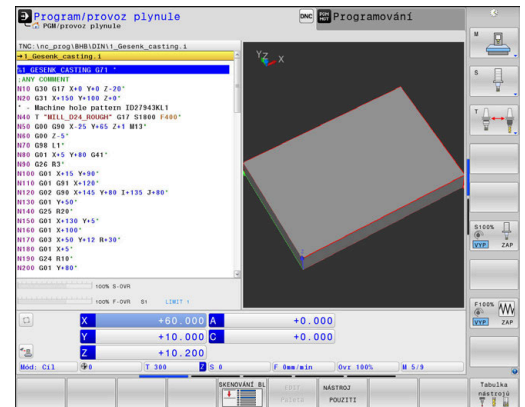 Program/provoz plynule
PGM/provoz plynule
DNC
Programování
TNC:\nc_prog\BHB\DIN\1_Gesenk_casting.i
→1_Gesenk_casting.i
%1_GESENK_CASTING G71 *
;ANY COMMENT
N10 G30 G17 X+0 Y+0 Z-20*
N20 G31 X+150 Y+100 Z+0*
* - Machine hole pattern ID27943KL1
N40 T "MILL_D24_ROUGH" G17 S1800 F400*
N50 G00 G90 X-25 Y+65 Z+1 M13*
N60 G00 Z-5*
N70 G98 L1*
N80 G01 X+5 Y+80 G41*
N90 G26 R3*
N100 G01 X+15 Y+90*
N110 G01 G91 X+120*
N120 G02 G90 X+145 Y+80 I+135 J+80*
N130 G01 Y+50*
N140 G25 R20*
N150 G01 X+130 Y+5*
N160 G01 X+100*
N170 G03 X+50 Y+12 R+30*
N180 G01 X+5*
N190 G24 R10*
N200 G01 Y+80*
Y Z X
M
S
T
S100%
VYP ZAP
F100%
VYP ZAP
100% S-OVR
100% F-OVR S1 LIMIT 1
X +60.000 A +0.000
Y +10.000 C +0.000
Z +10.200
Mód: Cíl 0 T 300 Z S 0 F 0mm/min Ovr 100% M 5/9
SKENOVÁNÍ BL
NÁSTROJ
POUZITI
Tabulka
nástrojů